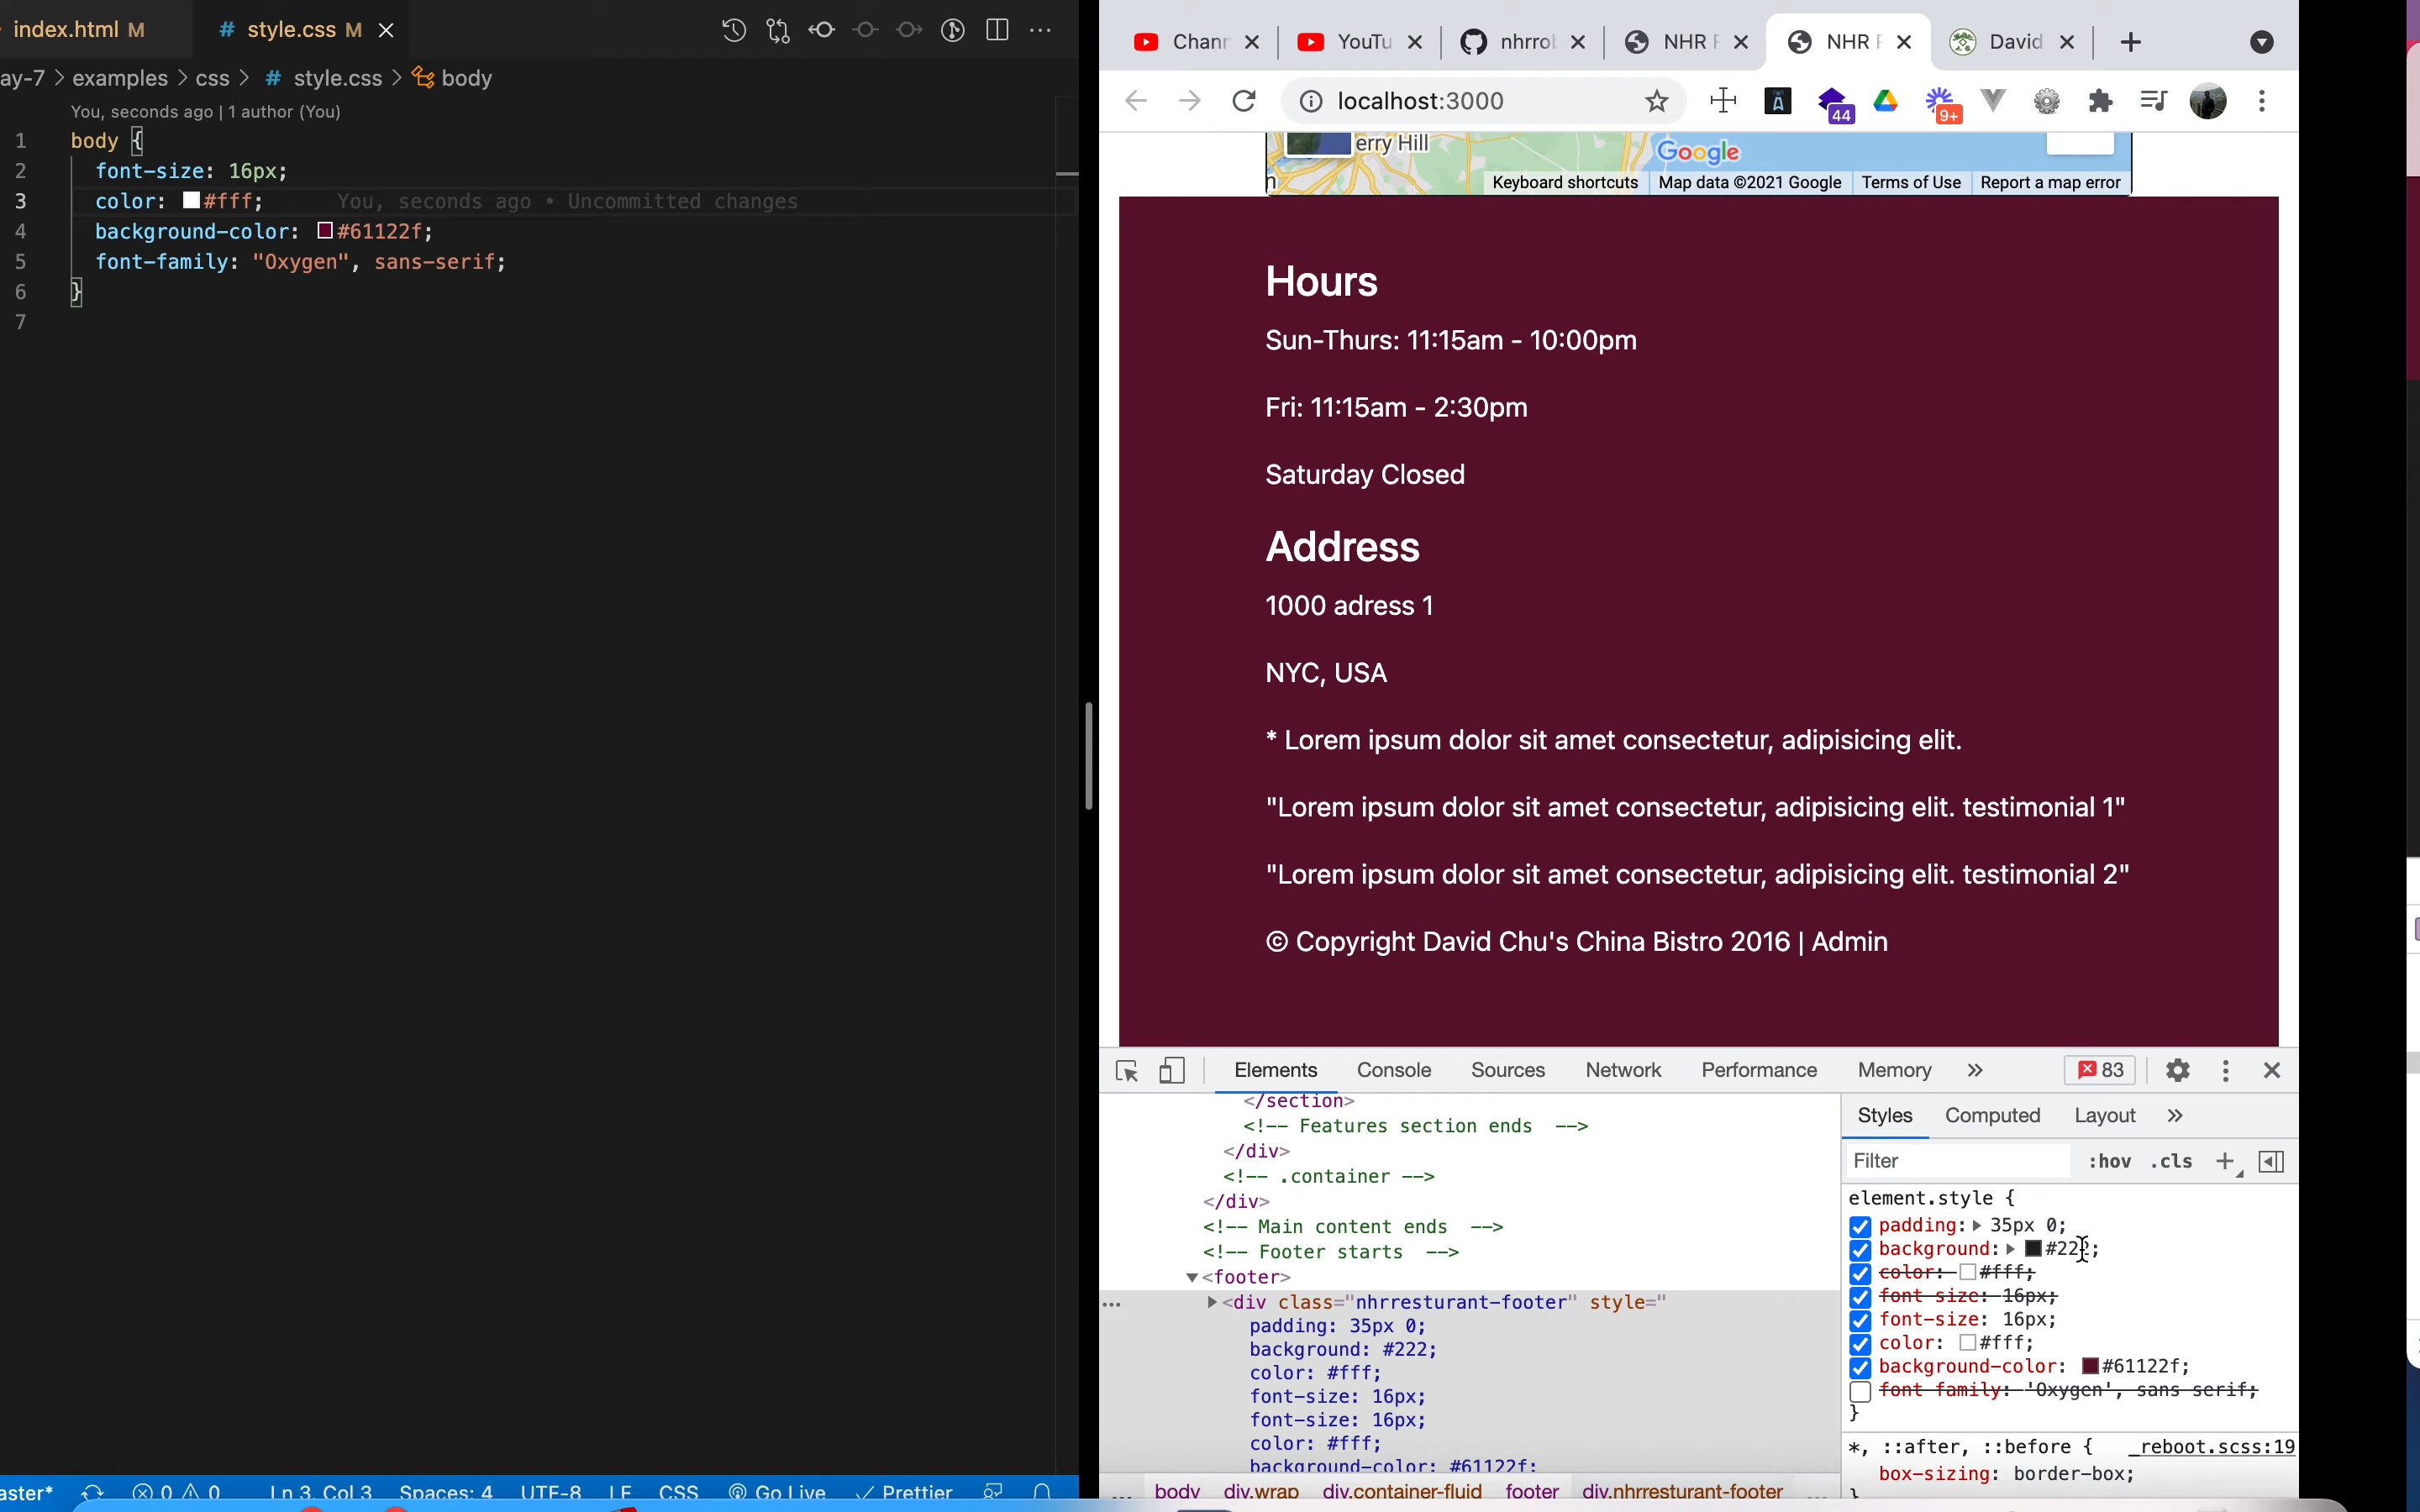 index.html M
# style.css M
ay-7 > examples > css > # style.css > body
You, seconds ago | 1 author (You)
1 body {
2 font-size: 16px;
3 color: #fff; You, seconds ago • Uncommitted changes
4 background-color: #61122f;
5 font-family: "Oxygen", sans-serif;
6 }
7
aster* 0 0 Ln 3, Col 3 Spaces: 4 UTF-8 LF CSS Go Live ✓ Prettier
Chanr YouTu nhrrol NHR F NHR F David
localhost:3000
44 9+
erry Hill
Google
Keyboard shortcuts Map data ©2021 Google Terms of Use Report a map error
Hours
Sun-Thurs: 11:15am - 10:00pm
Fri: 11:15am - 2:30pm
Saturday Closed
Address
1000 adress 1
NYC, USA
* Lorem ipsum dolor sit amet consectetur, adipisicing elit.
"Lorem ipsum dolor sit amet consectetur, adipisicing elit. testimonial 1"
"Lorem ipsum dolor sit amet consectetur, adipisicing elit. testimonial 2"
© Copyright David Chu's China Bistro 2016 | Admin
Elements Console Sources Network Performance Memory » 83
</section>
<!-- Features section ends -->
</div>
<!-- .container -->
</div>
<!-- Main content ends -->
<!-- Footer starts -->
▼<footer>
… ▶<div class="nhrresturant-footer" style="
padding: 35px 0;
background: #222;
color: #fff;
font-size: 16px;
font-size: 16px;
color: #fff;
background-color: #61122f;
… body div.wrap div.container-fluid footer div.nhrresturant-footer …
Styles Computed Layout »
Filter :hov .cls +
element.style {
padding: ▶ 35px 0;
background: ▶ #222;
color: #fff;
font-size: 16px;
font-size: 16px;
color: #fff;
background-color: #61122f;
font-family: 'Oxygen', sans-serif;
}
*, ::after, ::before { _reboot.scss:19
box-sizing: border-box;
}